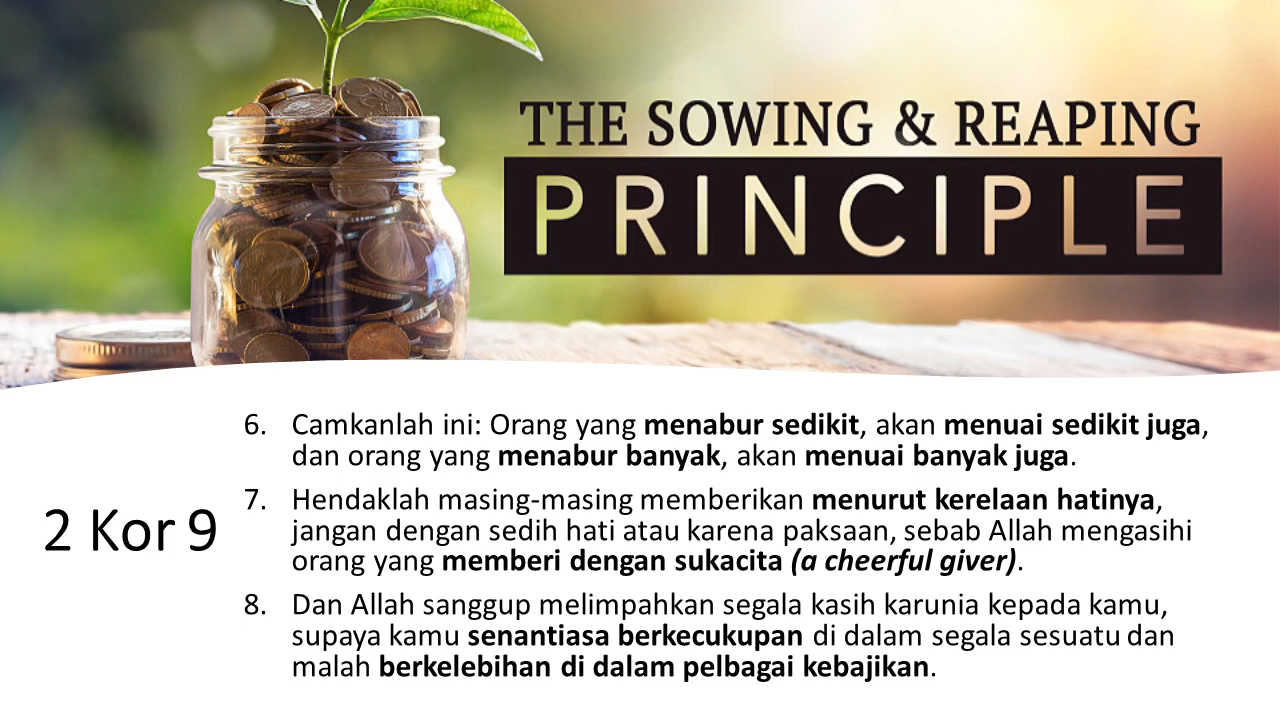 THE SOWING & REAPING
PRINCIPLE
2 Kor 9
6. Camkanlah ini: Orang yang menabur sedikit, akan menuai sedikit juga,
dan orang yang menabur banyak, akan menuai banyak juga.
7. Hendaklah masing-masing memberikan menurut kerelaan hatinya,
jangan dengan sedih hati atau karena paksaan, sebab Allah mengasihi
orang yang memberi dengan sukacita (a cheerful giver).
8. Dan Allah sanggup melimpahkan segala kasih karunia kepada kamu,
supaya kamu senantiasa berkecukupan di dalam segala sesuatu dan
malah berkelebihan di dalam pelbagai kebajikan.